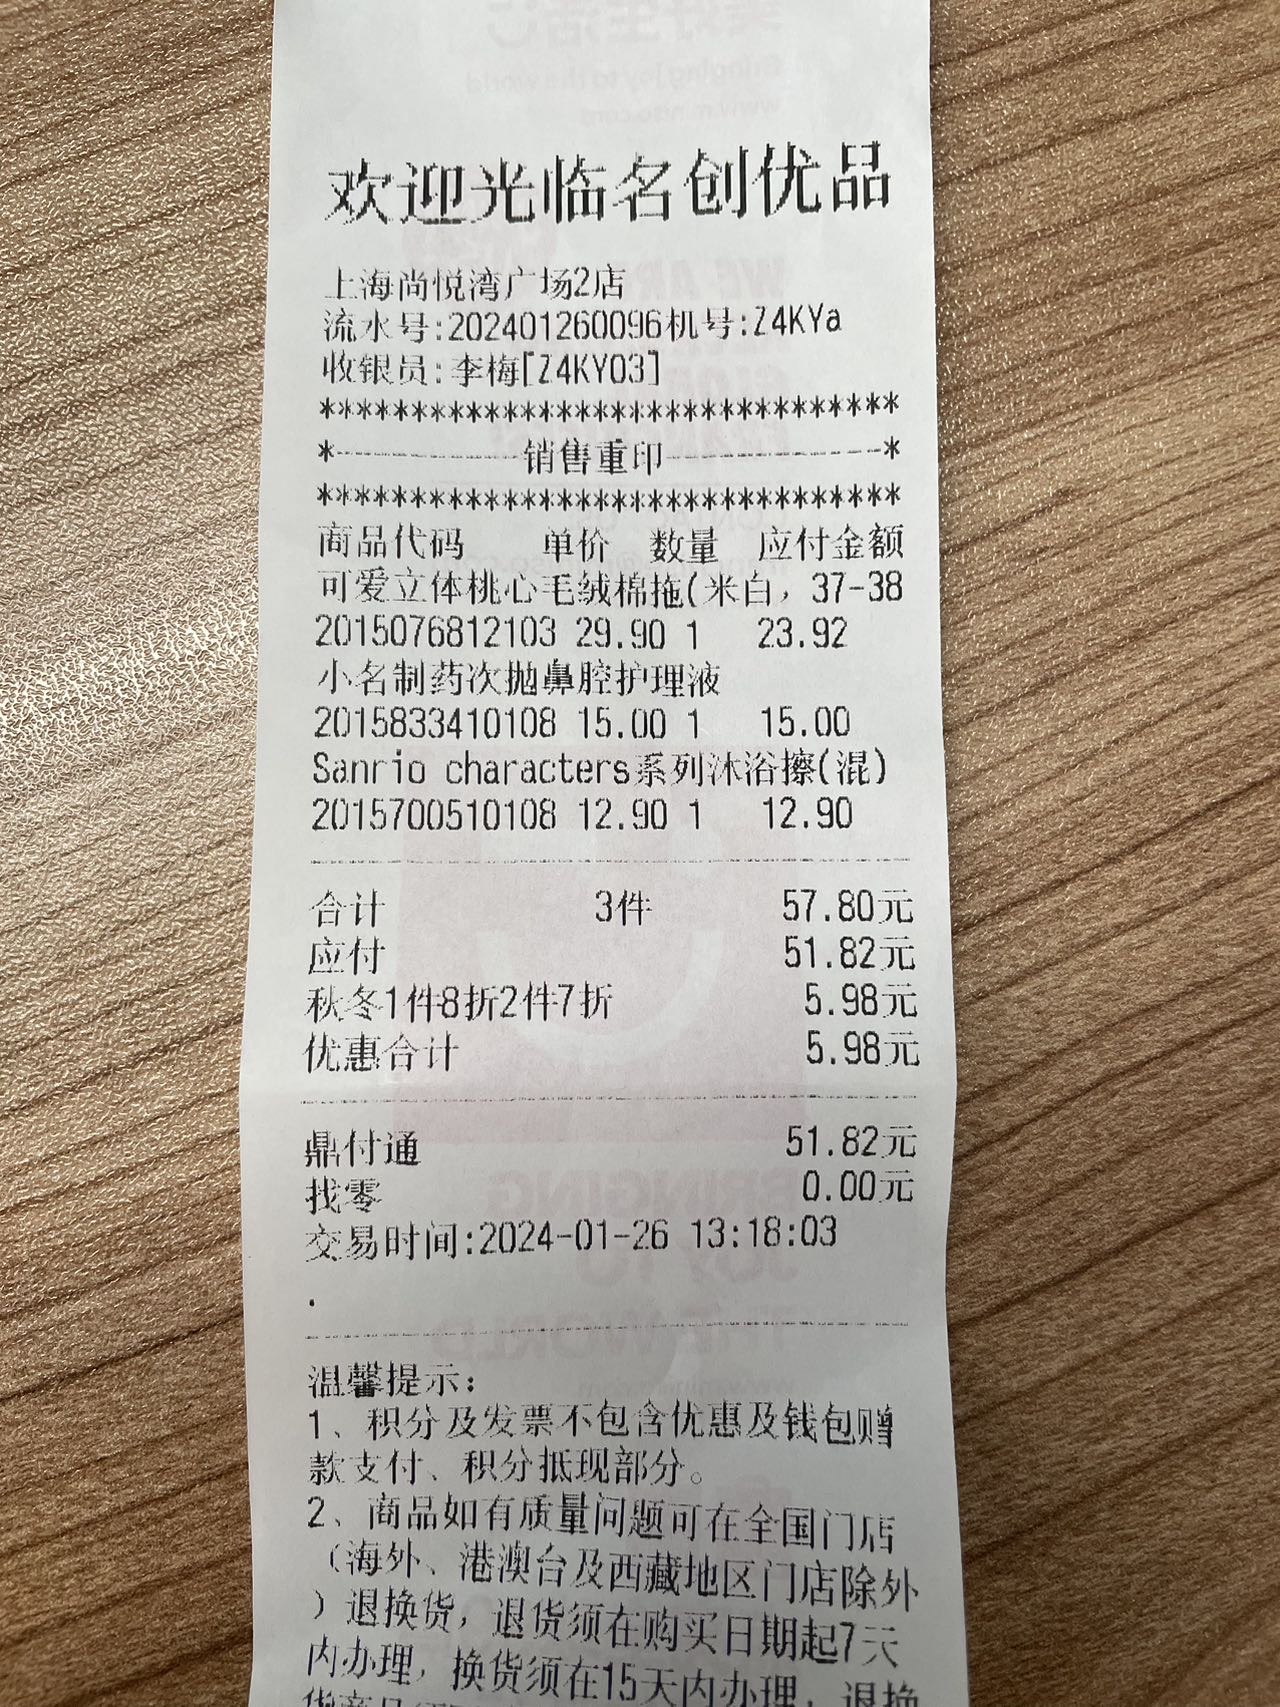 欢迎光临名创优品
上海尚悦湾广场2店
流水号:202401260096机号:Z4KYa
收银员:李梅[Z4KY03]
********************************
*----------销售重印------------*
********************************
商品代码 单价 数量 应付金额
可爱立体桃心毛绒棉拖(米白，37-38
2015076812103 29.90 1 23.92
小名制药次抛鼻腔护理液
2015833410108 15.00 1 15.00
Sanrio characters系列沐浴擦(混)
2015700510108 12.90 1 12.90
合计 3件 57.80元
应付 51.82元
秋冬1件8折2件7折 5.98元
优惠合计 5.98元
鼎付通 51.82元
找零 0.00元
交易时间:2024-01-26 13:18:03
.
温馨提示:
1、积分及发票不包含优惠及钱包赠
款支付、积分抵现部分。
2、商品如有质量问题可在全国门店
（海外、港澳台及西藏地区门店除外
）退换货，退货须在购买日期起7天
内办理，换货须在15天内办理，退换